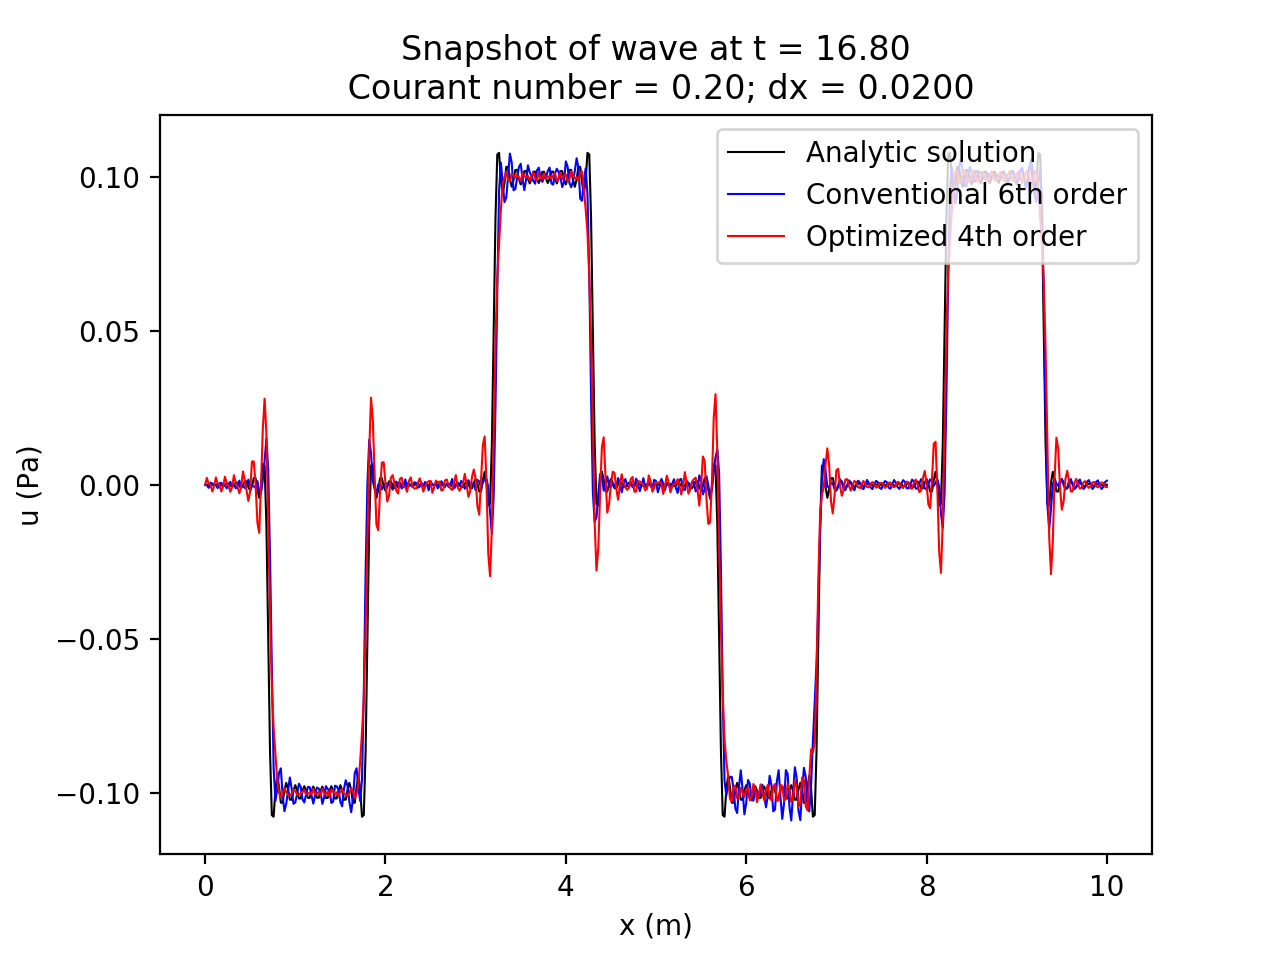 Snapshot of wave at t = 16.80
Courant number = 0.20; dx = 0.0200
Analytic solution
Conventional 6th order
Optimized 4th order
0.10
0.05
0.00
−0.05
−0.10
u (Pa)
0 2 4 6 8 10
x (m)